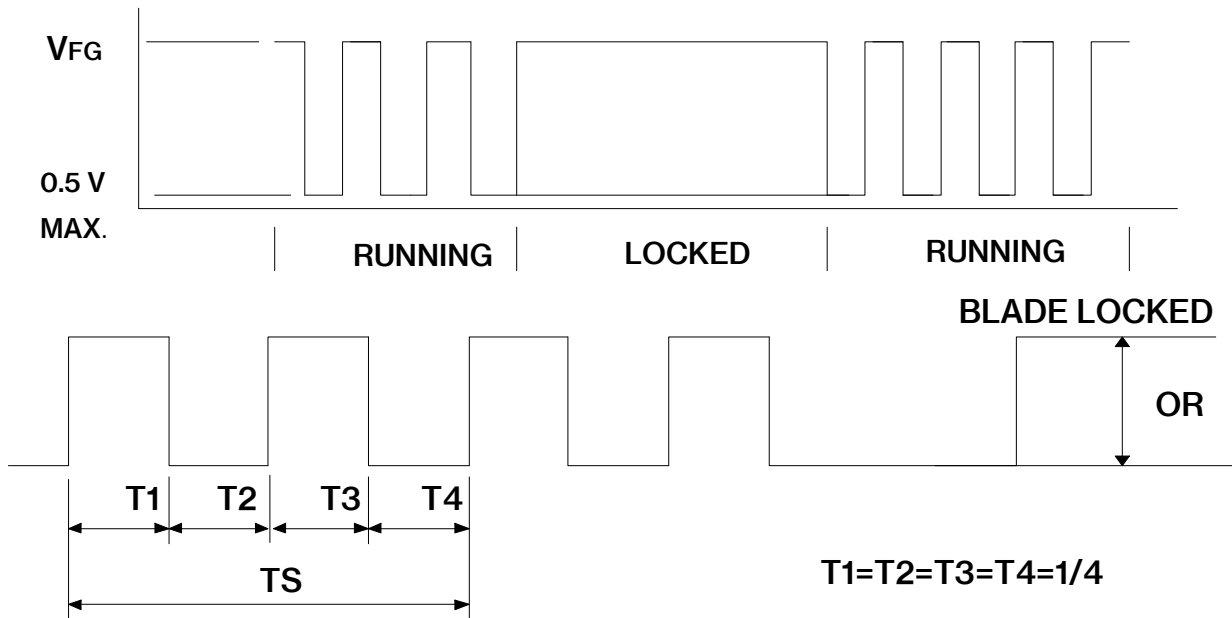 VFG
0.5 V
MAX.
RUNNING
LOCKED
RUNNING
BLADE LOCKED
OR
T1
T2
T3
T4
TS
T1=T2=T3=T4=1/4